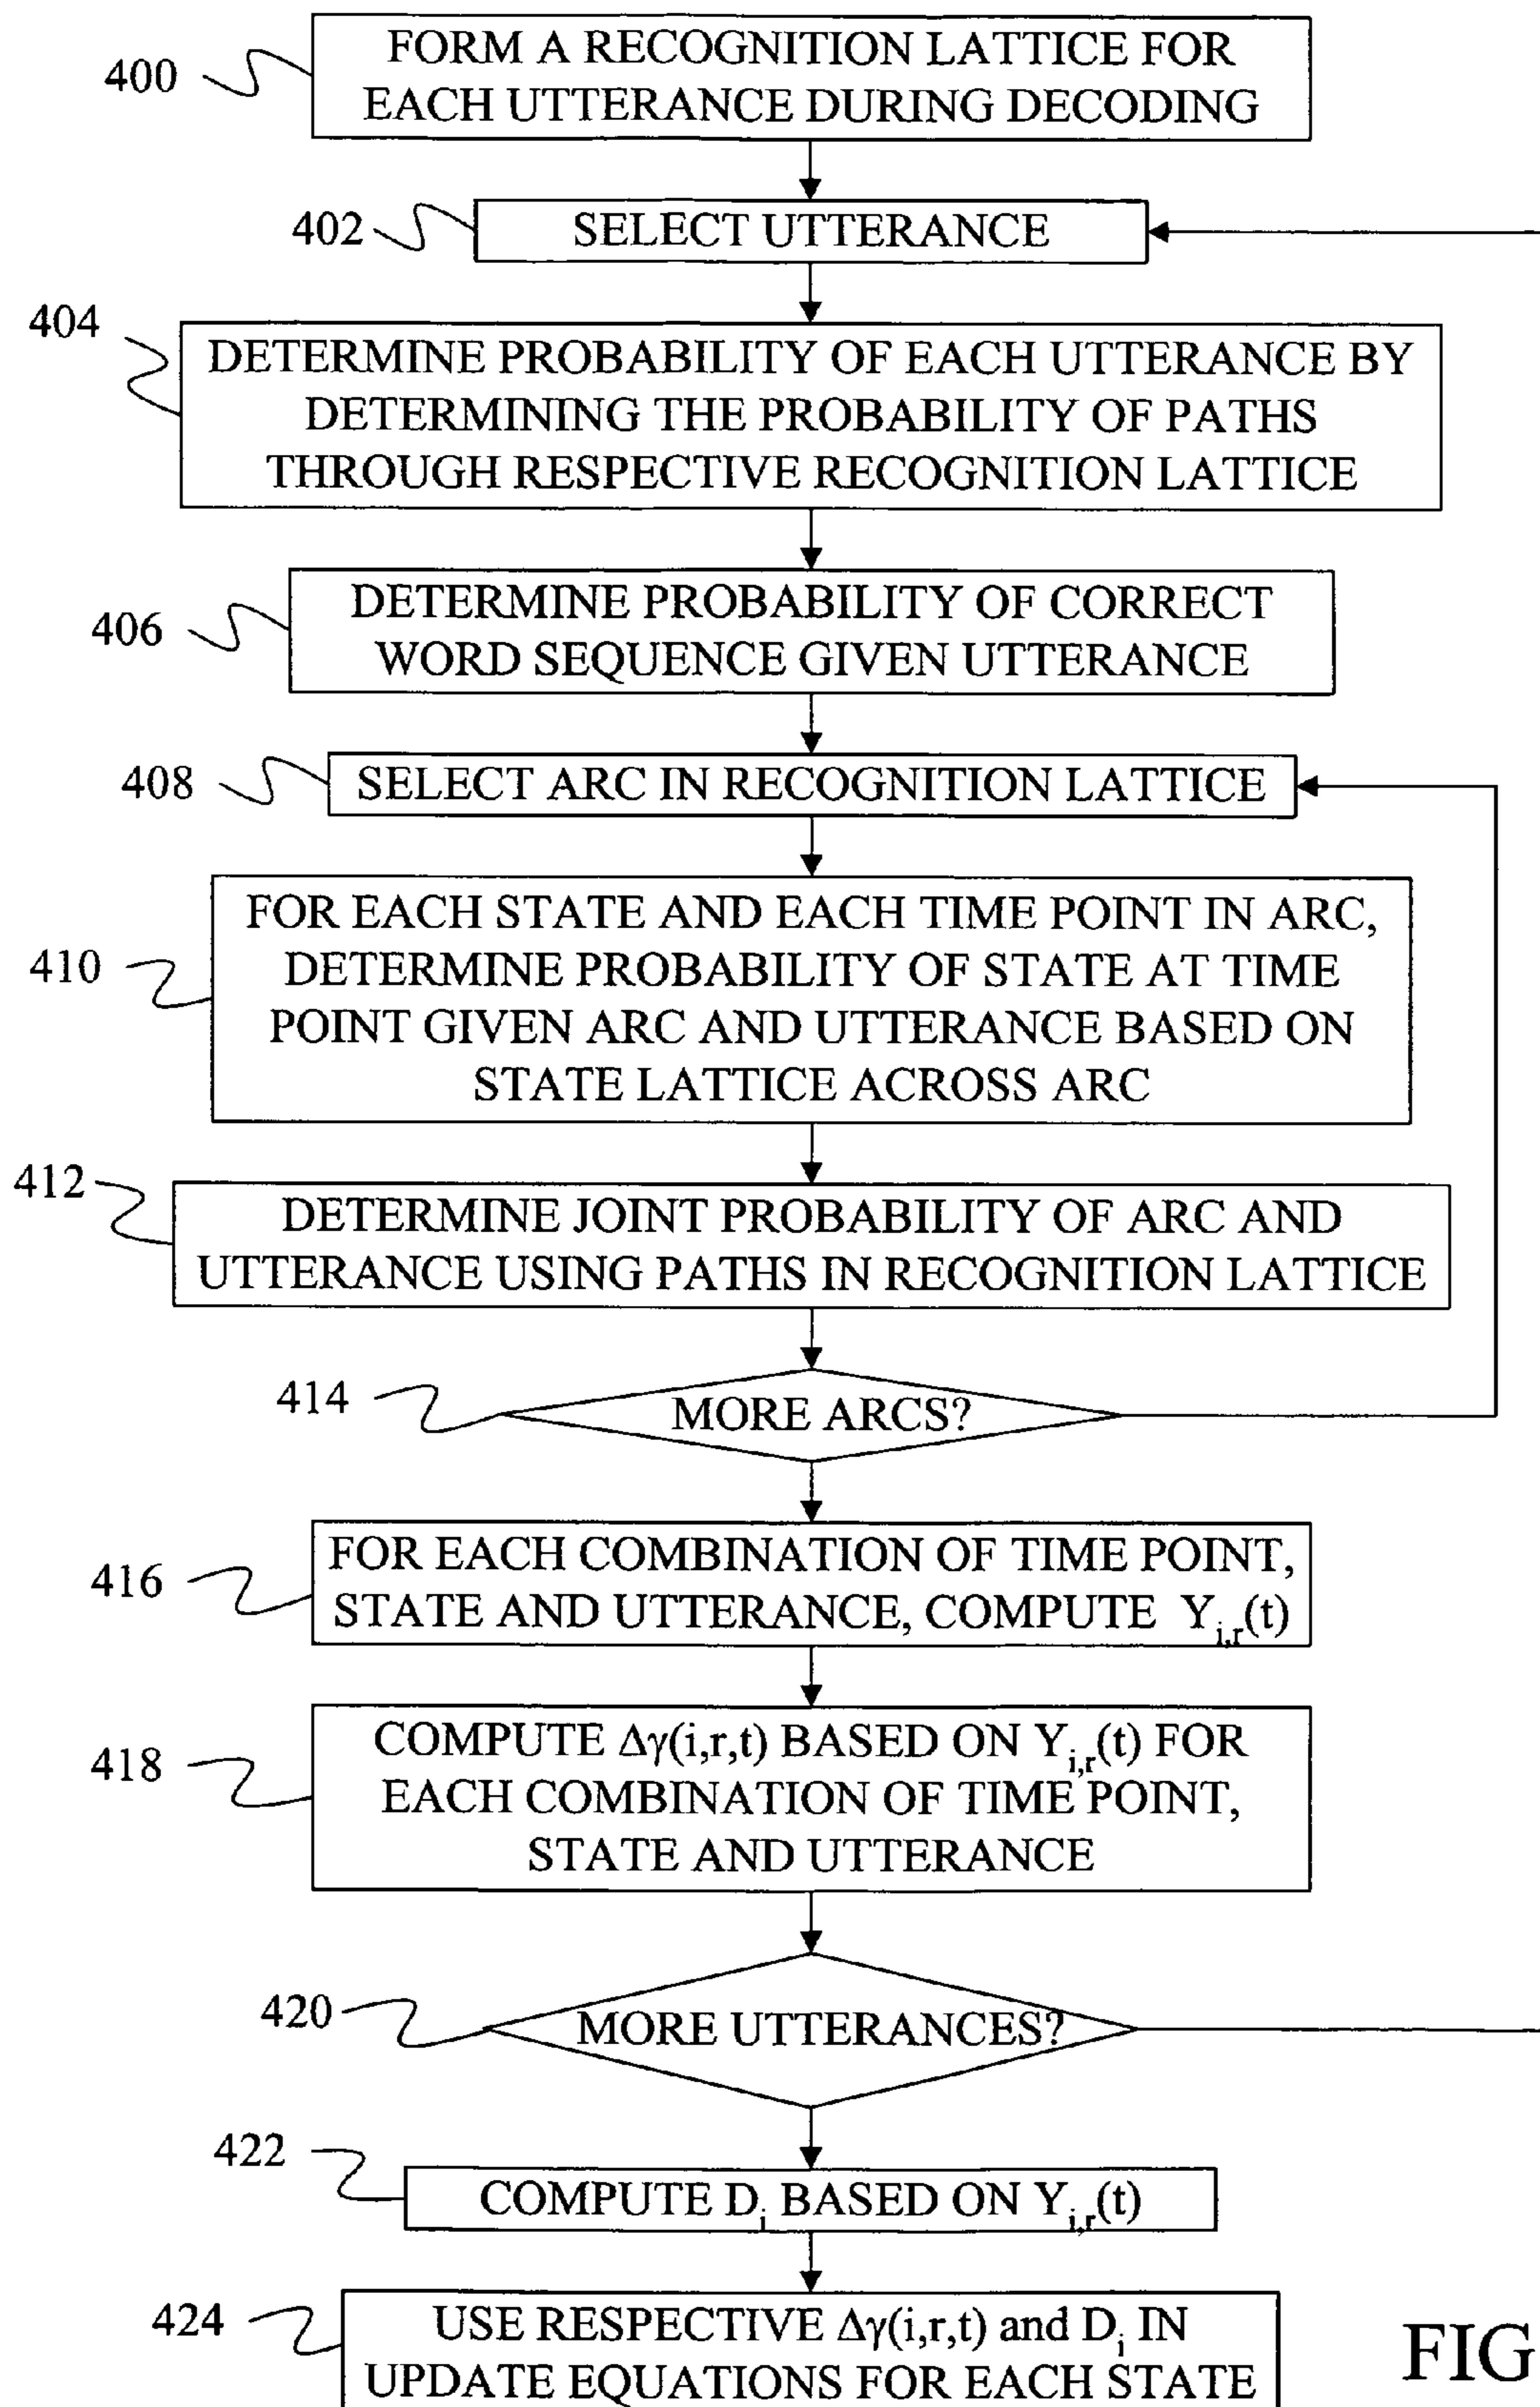 400
FORM A RECOGNITION LATTICE FOR
EACH UTTERANCE DURING DECODING
402
SELECT UTTERANCE
404
DETERMINE PROBABILITY OF EACH UTTERANCE BY
DETERMINING THE PROBABILITY OF PATHS
THROUGH RESPECTIVE RECOGNITION LATTICE
406
DETERMINE PROBABILITY OF CORRECT
WORD SEQUENCE GIVEN UTTERANCE
408
SELECT ARC IN RECOGNITION LATTICE
410
FOR EACH STATE AND EACH TIME POINT IN ARC,
DETERMINE PROBABILITY OF STATE AT TIME
POINT GIVEN ARC AND UTTERANCE BASED ON
STATE LATTICE ACROSS ARC
412
DETERMINE JOINT PROBABILITY OF ARC AND
UTTERANCE USING PATHS IN RECOGNITION LATTICE
414
MORE ARCS?
416
FOR EACH COMBINATION OF TIME POINT,
STATE AND UTTERANCE, COMPUTE Y_{i,r}(t)
418
COMPUTE Δγ(i,r,t) BASED ON Y_{i,r}(t) FOR
EACH COMBINATION OF TIME POINT,
STATE AND UTTERANCE
420
MORE UTTERANCES?
422
COMPUTE D_i BASED ON Y_{i,r}(t)
424
USE RESPECTIVE Δγ(i,r,t) and D_i IN
UPDATE EQUATIONS FOR EACH STATE
FIG